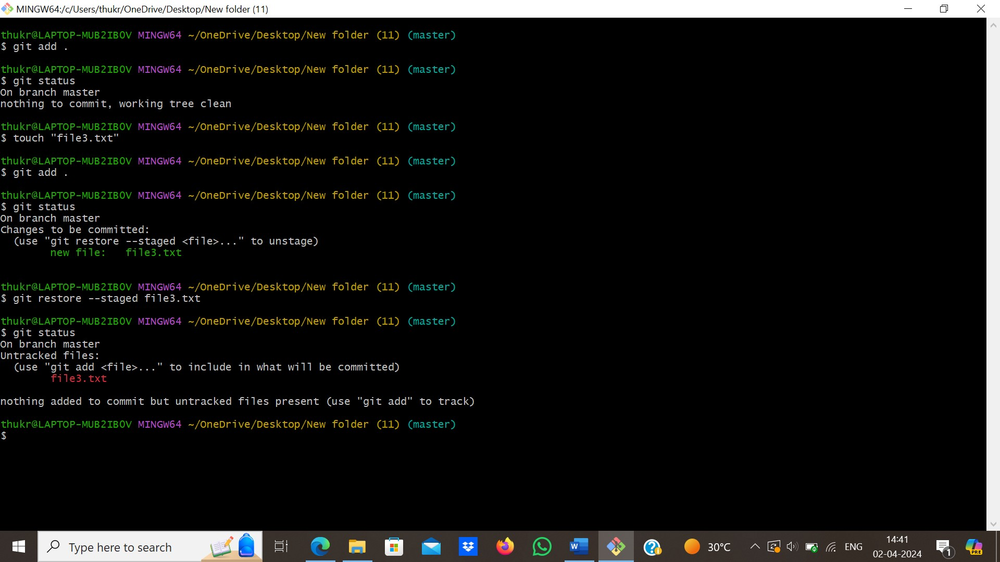 MINGW64:/c/Users/thukr/OneDrive/Desktop/New folder (11)
thukr@LAPTOP-MUB2IBOV MINGW64 ~/OneDrive/Desktop/New folder (11) (master)
$ git add .
thukr@LAPTOP-MUB2IBOV MINGW64 ~/OneDrive/Desktop/New folder (11) (master)
$ git status
On branch master
nothing to commit, working tree clean
thukr@LAPTOP-MUB2IBOV MINGW64 ~/OneDrive/Desktop/New folder (11) (master)
$ touch "file3.txt"
thukr@LAPTOP-MUB2IBOV MINGW64 ~/OneDrive/Desktop/New folder (11) (master)
$ git add .
thukr@LAPTOP-MUB2IBOV MINGW64 ~/OneDrive/Desktop/New folder (11) (master)
$ git status
On branch master
Changes to be committed:
  (use "git restore --staged <file>..." to unstage)
        new file:   file3.txt
thukr@LAPTOP-MUB2IBOV MINGW64 ~/OneDrive/Desktop/New folder (11) (master)
$ git restore --staged file3.txt
thukr@LAPTOP-MUB2IBOV MINGW64 ~/OneDrive/Desktop/New folder (11) (master)
$ git status
On branch master
Untracked files:
  (use "git add <file>..." to include in what will be committed)
        file3.txt
nothing added to commit but untracked files present (use "git add" to track)
thukr@LAPTOP-MUB2IBOV MINGW64 ~/OneDrive/Desktop/New folder (11) (master)
$
Type here to search
W
30°C
ENG
14:41
02-04-2024
1
PRE